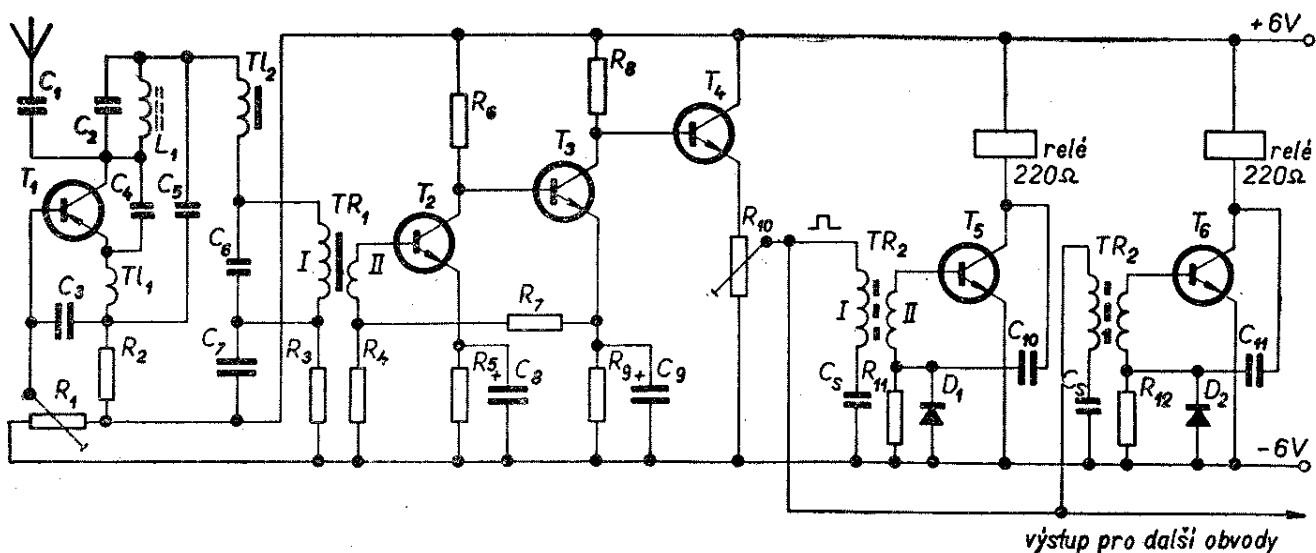 +6V
C1
C2
L1
Tl2
R6
R8
T4
T1
C4
C5
T2
T3
relé
220Ω
relé
220Ω
TR1
R10
TR2
T5
TR2
T6
C6
I
II
I
II
Tl1
C3
R2
C7
R3
R4
R7
R5
+
C8
R9
+
C9
Cs
R11
D1
C10
Cs
R12
D2
C11
R1
-6V
výstup pro další obvody